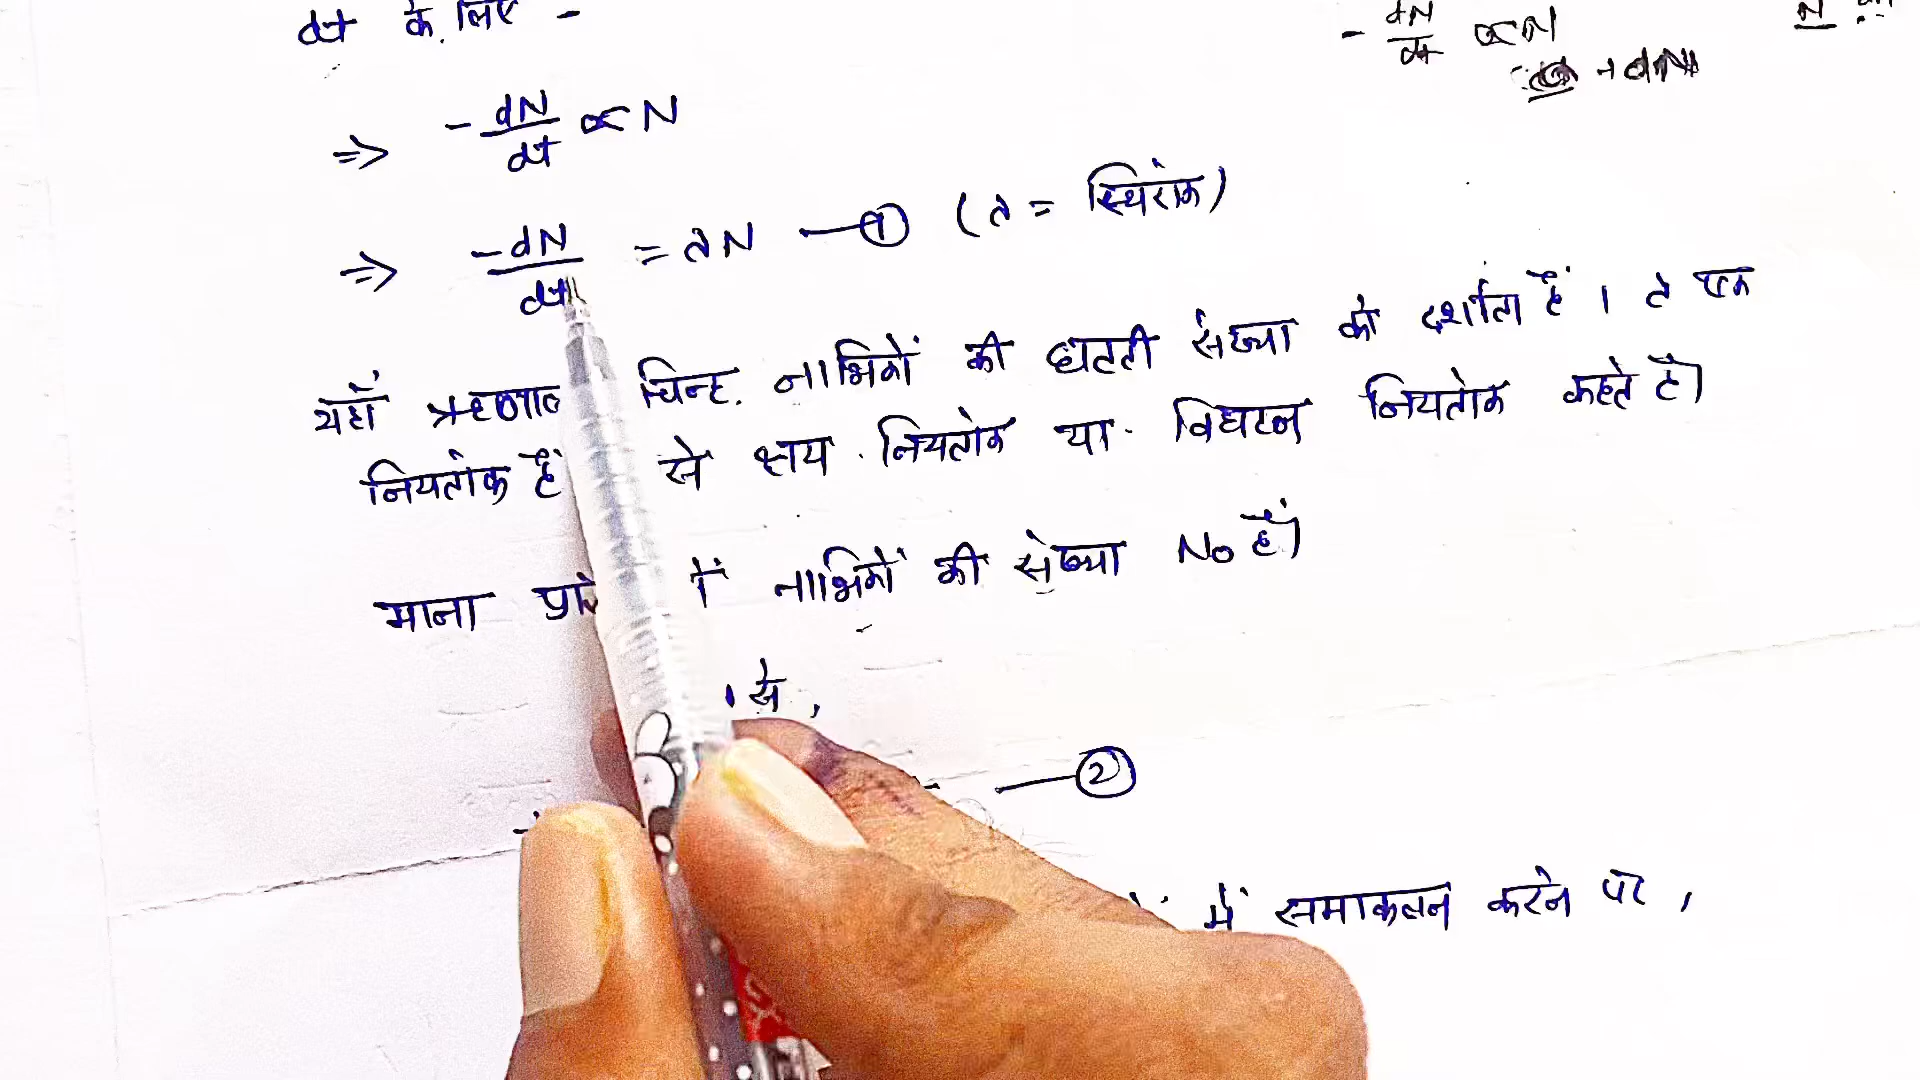 dt के लिए -
- dN/dt ∝ N
⇒ - dN/dt ∝ N
⇒ -dN/dt = λN —① (λ = स्थिरांक)
यहाँ चिन्ह नाभिकों की घटती संख्या को दर्शाता हैं । λ एक
नियतांक हैं से क्षय नियतांक या विघटन नियतांक कहते है।
माना में नाभिकों की संख्या No हैं।
से,
—②
में समाकलन करने पर,